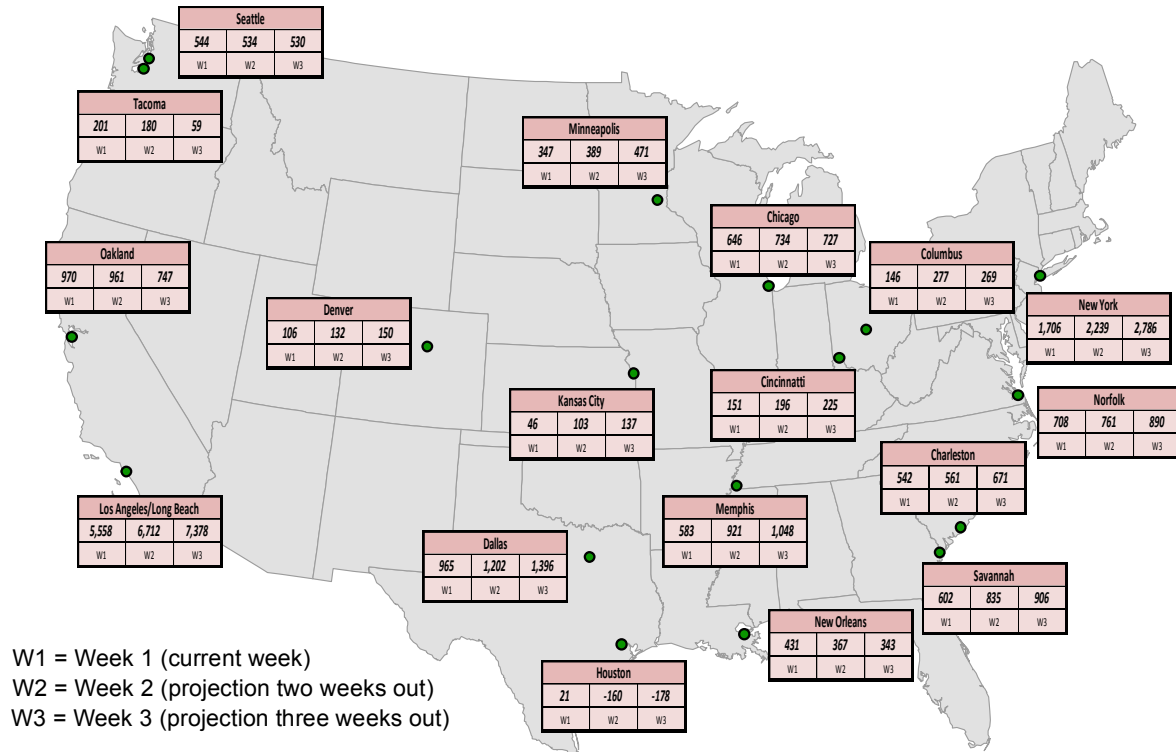 Seattle
544 534 530
W1 W2 W3
Tacoma
201 180 59
W1 W2 W3
Minneapolis
347 389 471
W1 W2 W3
Chicago
646 734 727
W1 W2 W3
Oakland
970 961 747
W1 W2 W3
Columbus
146 277 269
W1 W2 W3
Denver
106 132 150
W1 W2 W3
New York
1,706 2,239 2,786
W1 W2 W3
Cincinnatti
151 196 225
W1 W2 W3
Kansas City
46 103 137
W1 W2 W3
Norfolk
708 761 890
W1 W2 W3
Charleston
542 561 671
W1 W2 W3
Los Angeles/Long Beach
5,558 6,712 7,378
W1 W2 W3
Memphis
583 921 1,048
W1 W2 W3
Dallas
965 1,202 1,396
W1 W2 W3
Savannah
602 835 906
W1 W2 W3
New Orleans
431 367 343
W1 W2 W3
Houston
21 -160 -178
W1 W2 W3
W1 = Week 1 (current week)
W2 = Week 2 (projection two weeks out)
W3 = Week 3 (projection three weeks out)